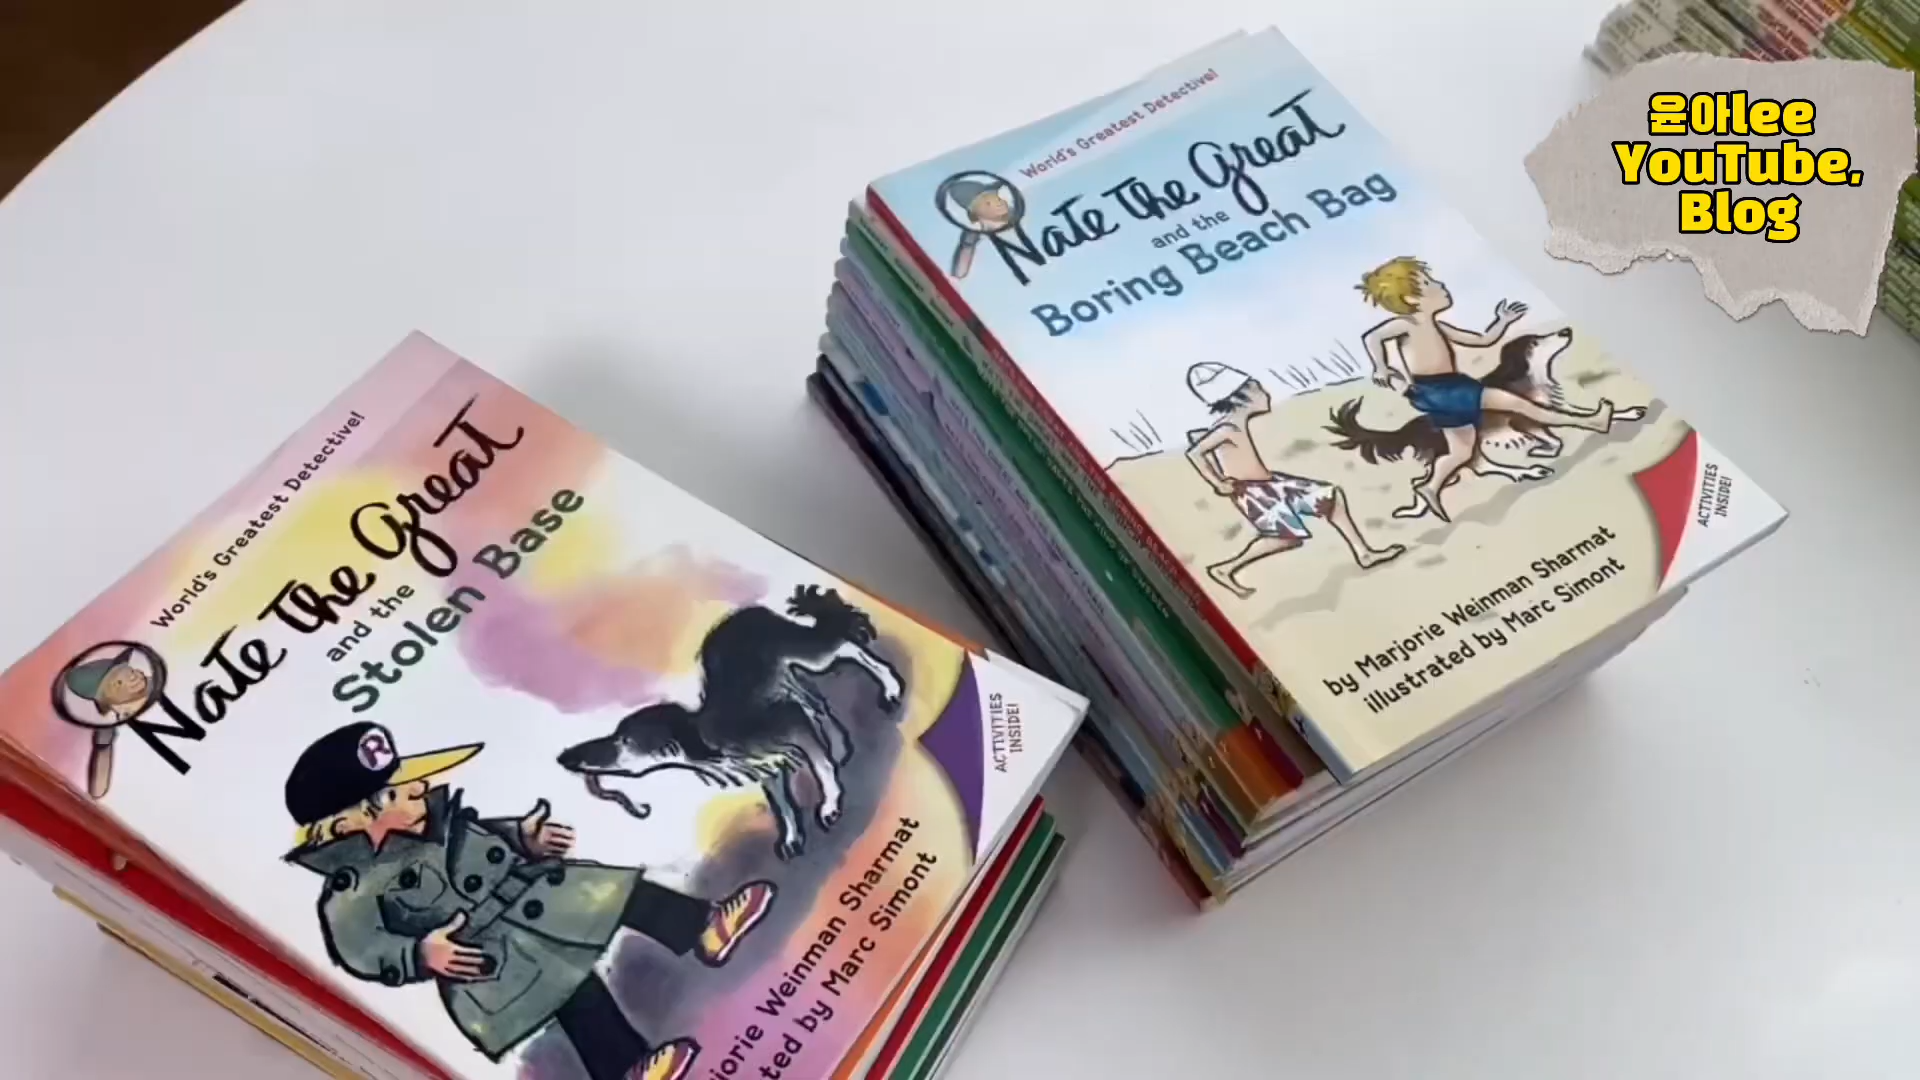 World's Greatest Detective!
Nate the Great
and the
Stolen Base
R
ACTIVITIES
INSIDE!
Weinman Sharmat
by Marc Simont
World's Greatest Detective!
Nate the Great
and the
Boring Beach Bag
ACTIVITIES
INSIDE!
by Marjorie Weinman Sharmat
illustrated by Marc Simont
윤아lee
YouTube,
Blog